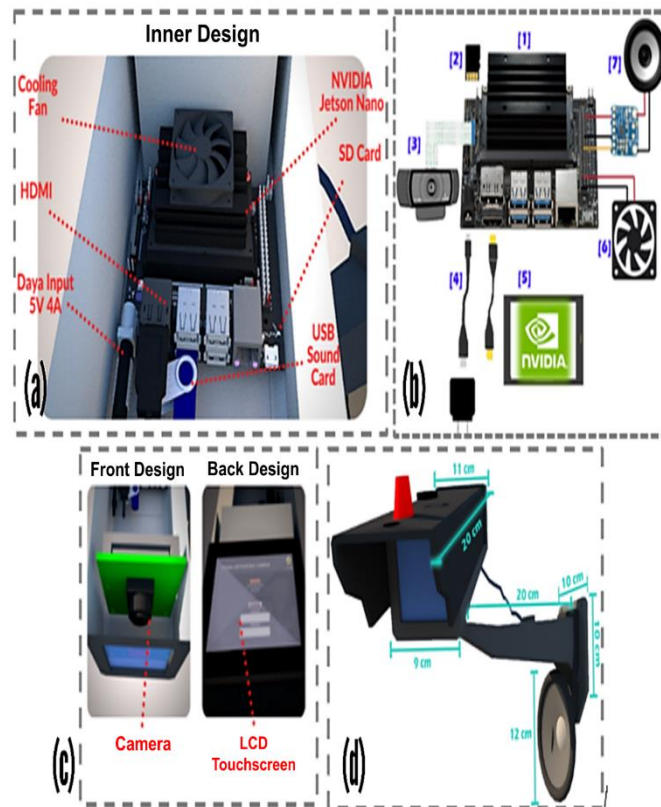 Inner Design
Cooling
Fan
NVIDIA
Jetson Nano
SD Card
HDMI
Daya Input
5V 4A
USB
Sound
Card
(a)
[1]
[2]
[3]
[4]
[5]
[6]
[7]
NVIDIA
(b)
Front Design
Back Design
Camera
LCD
Touchscreen
(c)
11 cm
20 cm
20 cm
10 cm
10 cm
9 cm
12 cm
(d)